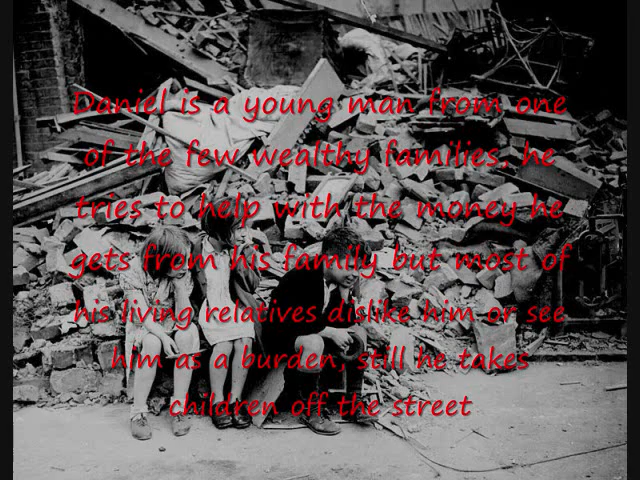 Daniel is a young man from one
of the few wealthy families, he
tries to help with the money he
gets from his family but most of
his living relatives dislike him or see
him as a burden, still he takes
children off the street